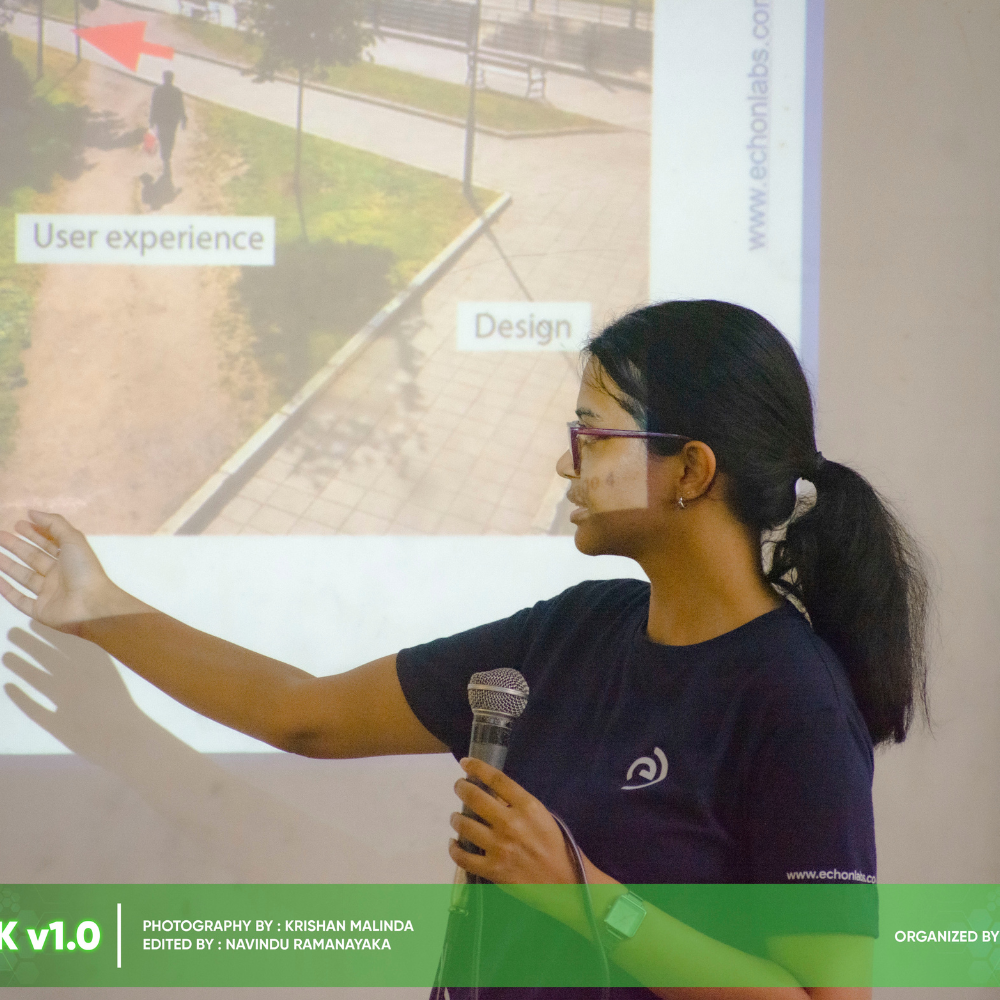 www.echonlabs.com
User experience
Design
www.echonlabs.co
K v1.0
PHOTOGRAPHY BY : KRISHAN MALINDA
EDITED BY : NAVINDU RAMANAYAKA
ORGANIZED BY